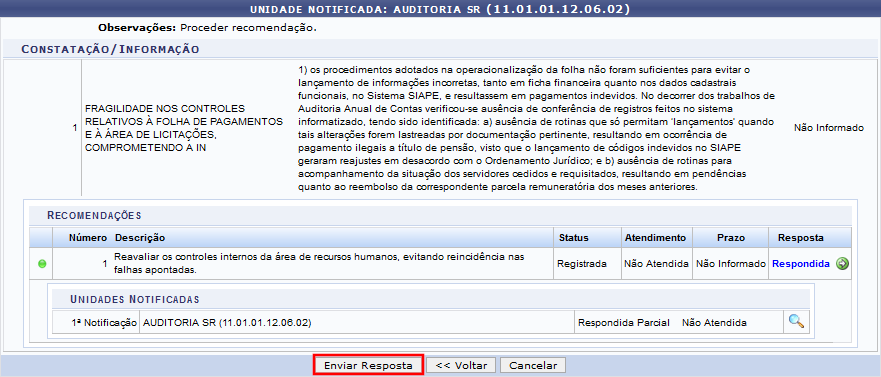 UNIDADE NOTIFICADA: AUDITORIA SR (11.01.01.12.06.02)
Observações: Proceder recomendação.
CONSTATAÇÃO/INFORMAÇÃO
1
FRAGILIDADE NOS CONTROLES
RELATIVOS À FOLHA DE PAGAMENTOS
E À ÁREA DE LICITAÇÕES,
COMPROMETENDO A IN
1) os procedimentos adotados na operacionalização da folha não foram suficientes para evitar o
lançamento de informações incorretas, tanto em ficha financeira quanto nos dados cadastrais
funcionais, no Sistema SIAPE, e resultassem em pagamentos indevidos. No decorrer dos trabalhos de
Auditoria Anual de Contas verificou-se ausência de conferência de registros feitos no sistema
informatizado, tendo sido identificada: a) ausência de rotinas que só permitam 'lançamentos' quando
tais alterações forem lastreadas por documentação pertinente, resultando em ocorrência de
pagamento ilegais a título de pensão, visto que o lançamento de códigos indevidos no SIAPE
geraram reajustes em desacordo com o Ordenamento Jurídico; e b) ausência de rotinas para
acompanhamento da situação dos servidores cedidos e requisitados, resultando em pendências
quanto ao reembolso da correspondente parcela remuneratória dos meses anteriores.
Não Informado
RECOMENDAÇÕES
Número Descrição Status Atendimento Prazo Resposta
1 Reavaliar os controles internos da área de recursos humanos, evitando reincidência nas
falhas apontadas.
Registrada Não Atendida Não Informado Respondida
UNIDADES NOTIFICADAS
1ª Notificação AUDITORIA SR (11.01.01.12.06.02) Respondida Parcial Não Atendida
Enviar Resposta << Voltar Cancelar